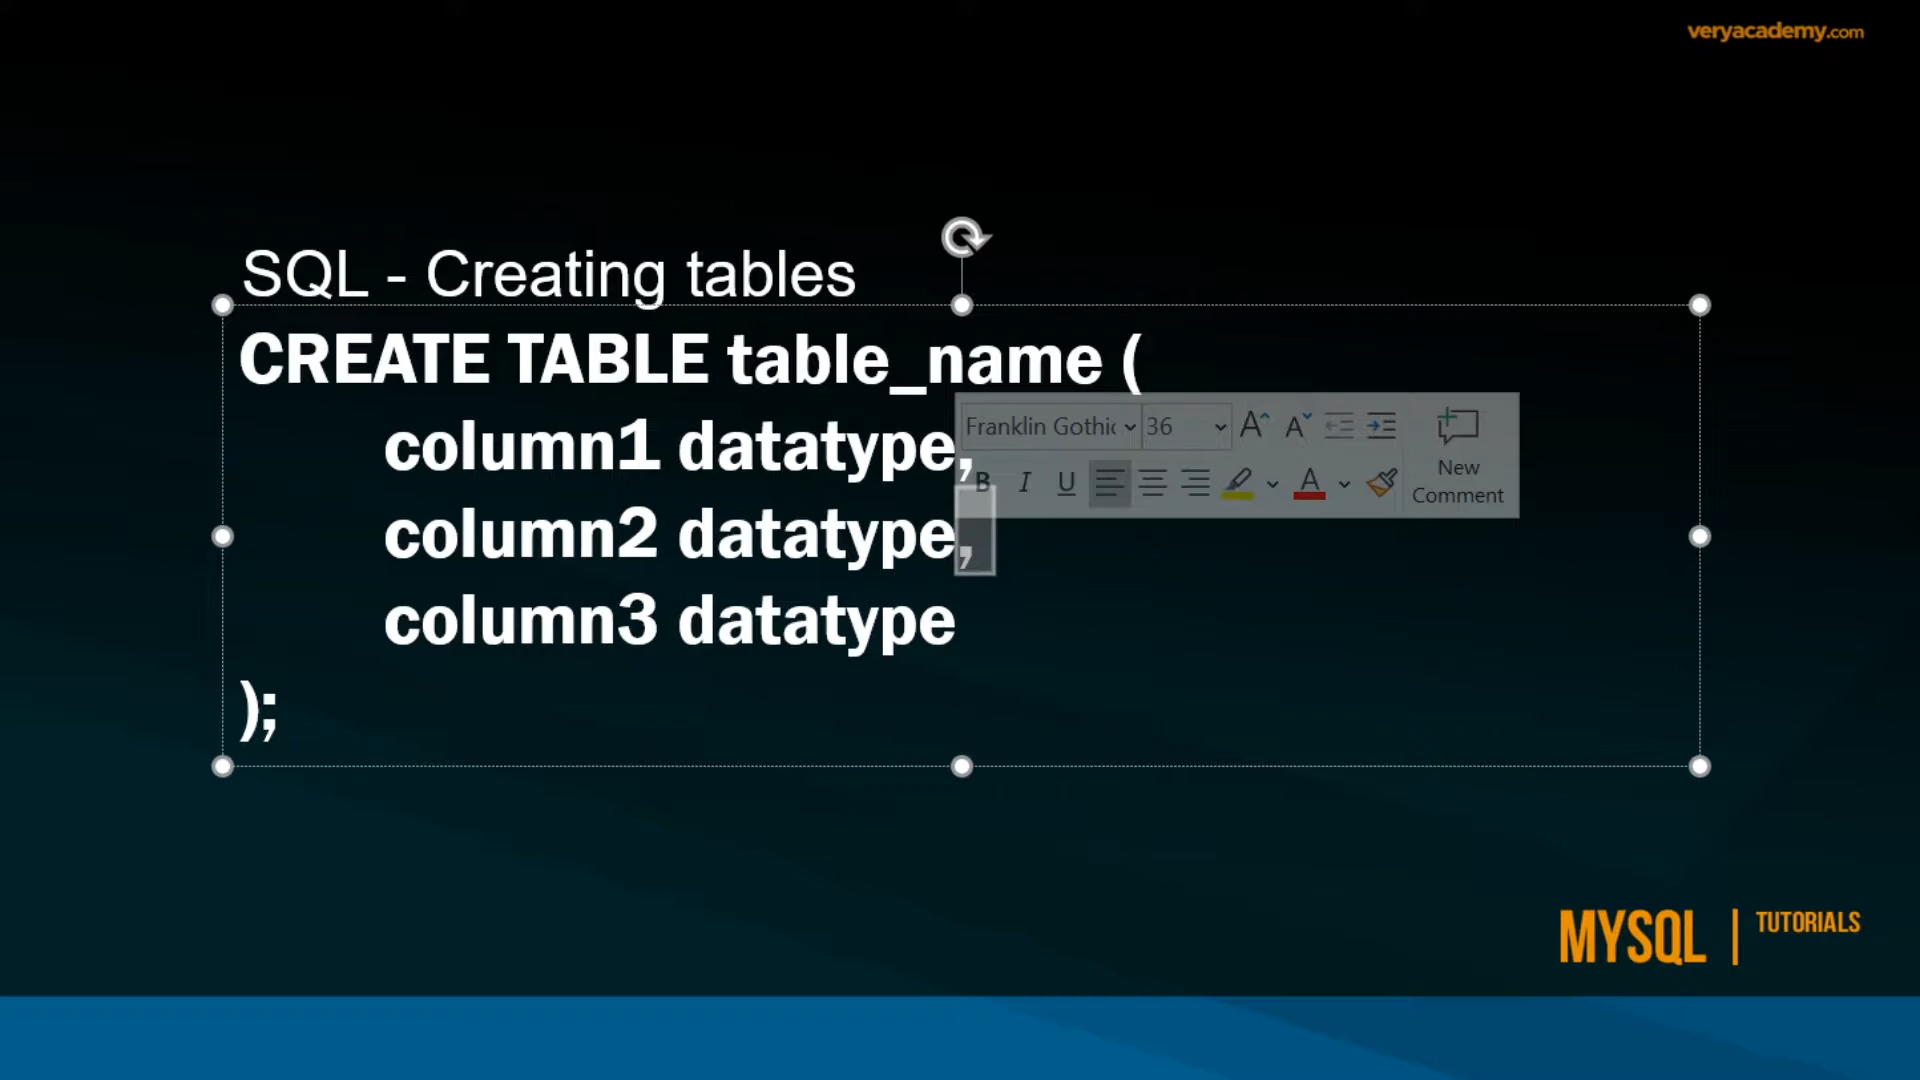 veryacademy.com
SQL - Creating tables
CREATE TABLE table_name (
column1 datatype,
column2 datatype,
column3 datatype
);
Franklin Gothic 36
B I U
New
Comment
MYSQL | TUTORIALS